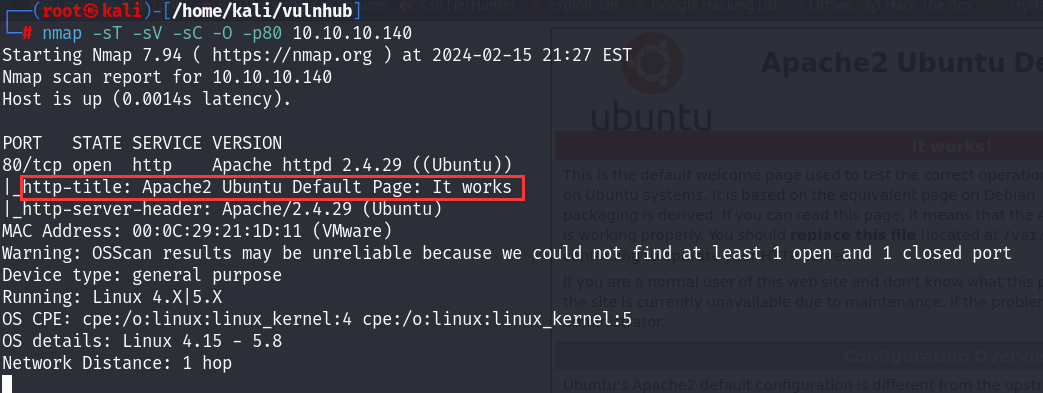 Kali NetHunter Exploit-DB Google Hacking DB OffSec Hack The Box TryH
┌──(root㉿kali)-[/home/kali/vulnhub]
└─# nmap -sT -sV -sC -O -p80 10.10.10.140
Starting Nmap 7.94 ( https://nmap.org ) at 2024-02-15 21:27 EST
Nmap scan report for 10.10.10.140
Host is up (0.0014s latency).
PORT   STATE SERVICE VERSION
80/tcp open  http    Apache httpd 2.4.29 ((Ubuntu))
|_http-title: Apache2 Ubuntu Default Page: It works
|_http-server-header: Apache/2.4.29 (Ubuntu)
MAC Address: 00:0C:29:21:1D:11 (VMware)
Warning: OSScan results may be unreliable because we could not find at least 1 open and 1 closed port
Device type: general purpose
Running: Linux 4.X|5.X
OS CPE: cpe:/o:linux:linux_kernel:4 cpe:/o:linux:linux_kernel:5
OS details: Linux 4.15 - 5.8
Network Distance: 1 hop
Apache2 Ubuntu De
ubuntu
It works!
This is the default welcome page used to test the correct operation
on Ubuntu systems. It is based on the equivalent page on Debian,
packaging is derived. If you can read this page, it means that the A
is working properly. You should replace this file (located at /var/
If you are a normal user of this web site and don't know what this p
the site is currently unavailable due to maintenance. If the problem
Configuration Overvie
Ubuntu's Apache2 default configuration is different from the upst